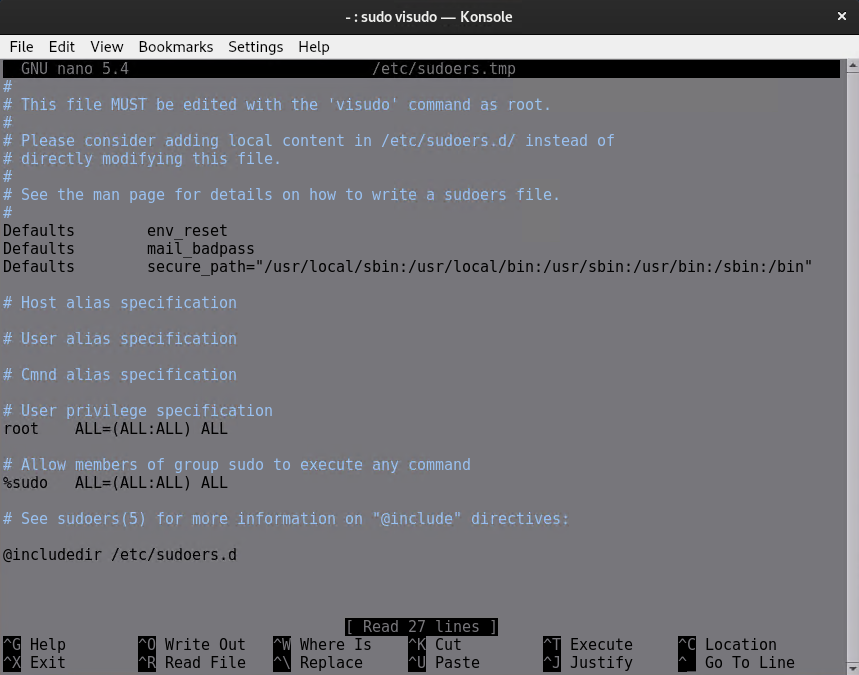 - : sudo visudo — Konsole
File Edit View Bookmarks Settings Help
GNU nano 5.4 /etc/sudoers.tmp
#
# This file MUST be edited with the 'visudo' command as root.
#
# Please consider adding local content in /etc/sudoers.d/ instead of
# directly modifying this file.
#
# See the man page for details on how to write a sudoers file.
#
Defaults env_reset
Defaults mail_badpass
Defaults secure_path="/usr/local/sbin:/usr/local/bin:/usr/sbin:/usr/bin:/sbin:/bin"
# Host alias specification
# User alias specification
# Cmnd alias specification
# User privilege specification
root ALL=(ALL:ALL) ALL
# Allow members of group sudo to execute any command
%sudo ALL=(ALL:ALL) ALL
# See sudoers(5) for more information on "@include" directives:
@includedir /etc/sudoers.d
[ Read 27 lines ]
^G Help ^O Write Out ^W Where Is ^K Cut ^T Execute ^C Location
^X Exit ^R Read File ^\ Replace ^U Paste ^J Justify ^_ Go To Line